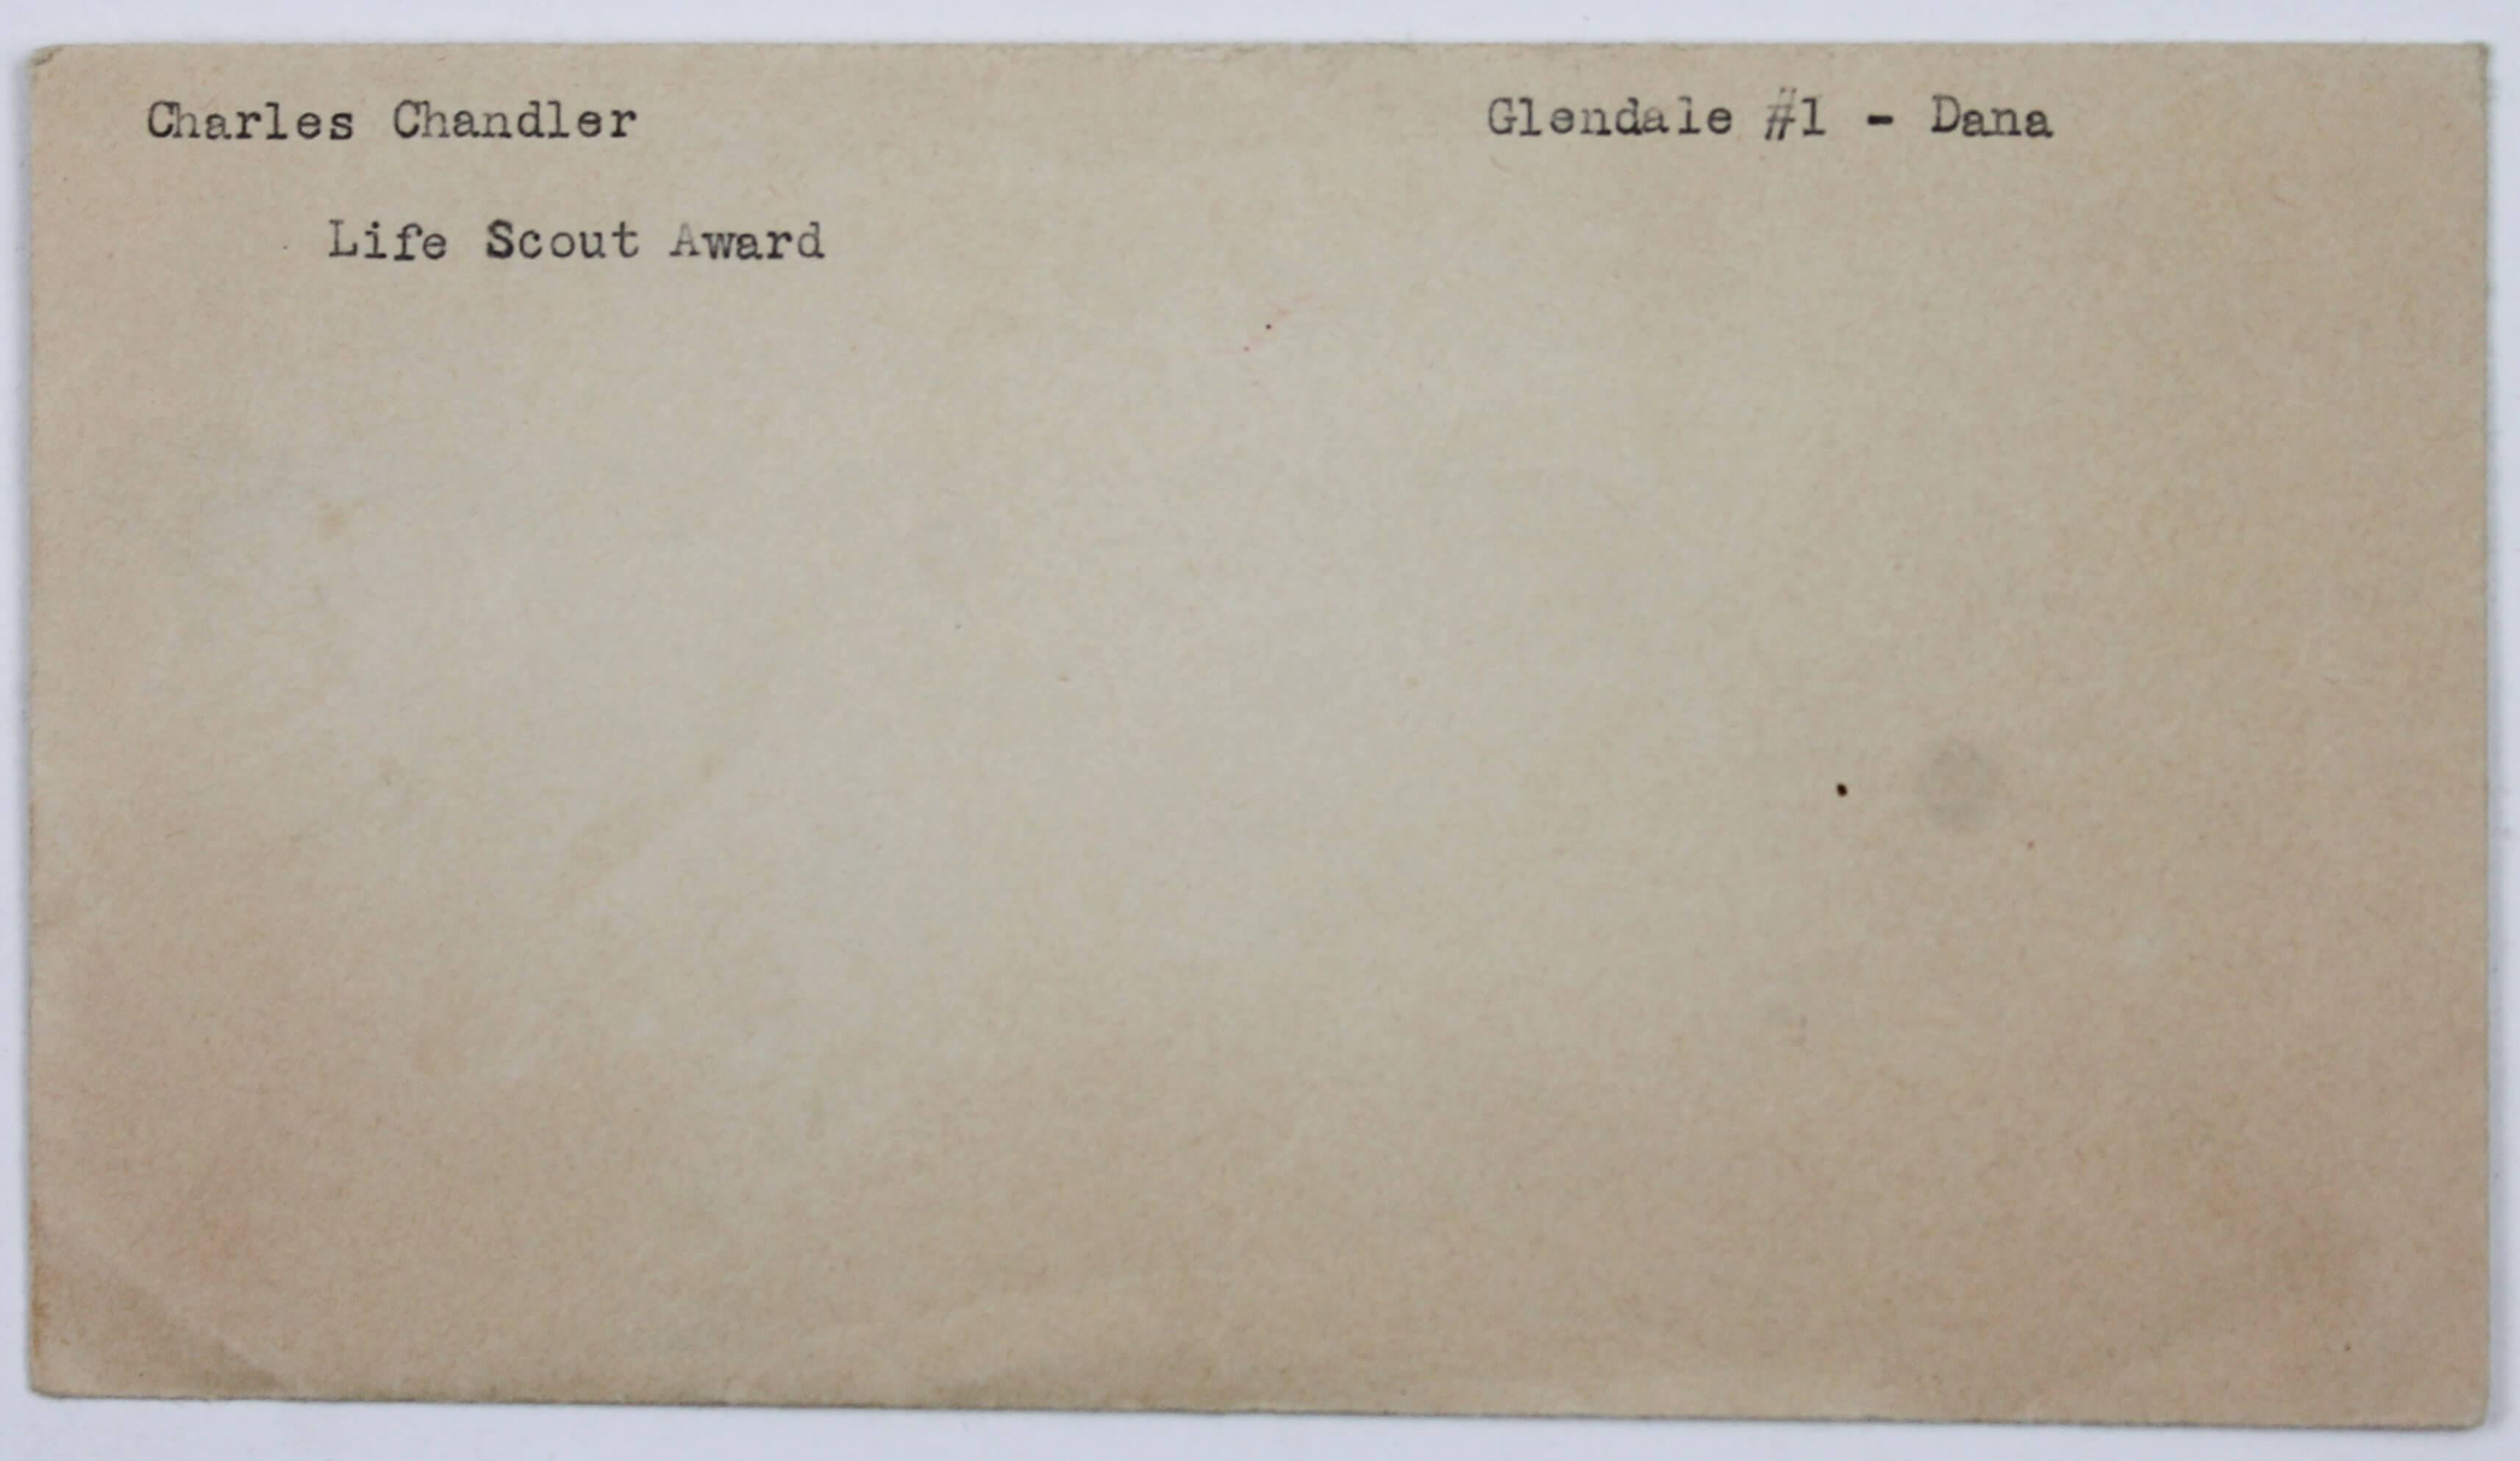 Charles Chandler Glendale #1 - Dana
Life Scout Award